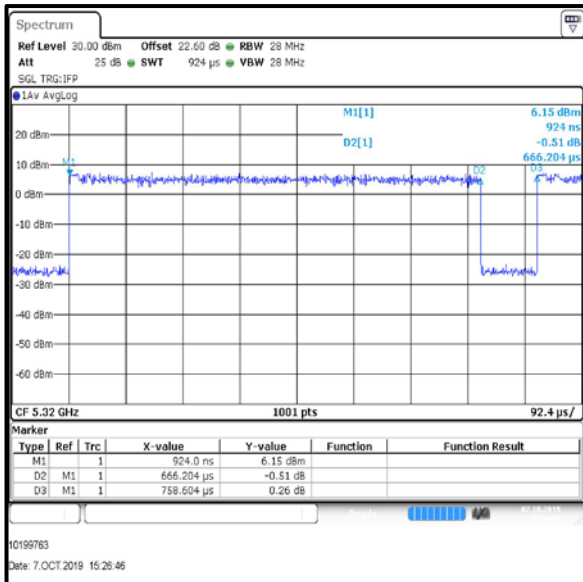 Spectrum
Ref Level 30.00 dBm Offset 22.60 dB RBW 28 MHz
Att 25 dB SWT 924 µs VBW 28 MHz
SGL TRG:IFP
1Av AvgLog
M1[1] 6.15 dBm
924 ns
D2[1] -0.51 dB
666.204 µs
20 dBm
10 dBm
M1
D2
D3
0 dBm
-10 dBm
-20 dBm
-30 dBm
-40 dBm
-50 dBm
-60 dBm
CF 5.32 GHz 1001 pts 92.4 µs/
Marker
Type Ref Trc X-value Y-value Function Function Result
M1 1 924.0 ns 6.15 dBm
D2 M1 1 666.204 µs -0.51 dB
D3 M1 1 758.604 µs 0.26 dB
10199763
Date: 7.OCT.2019 15:26:46